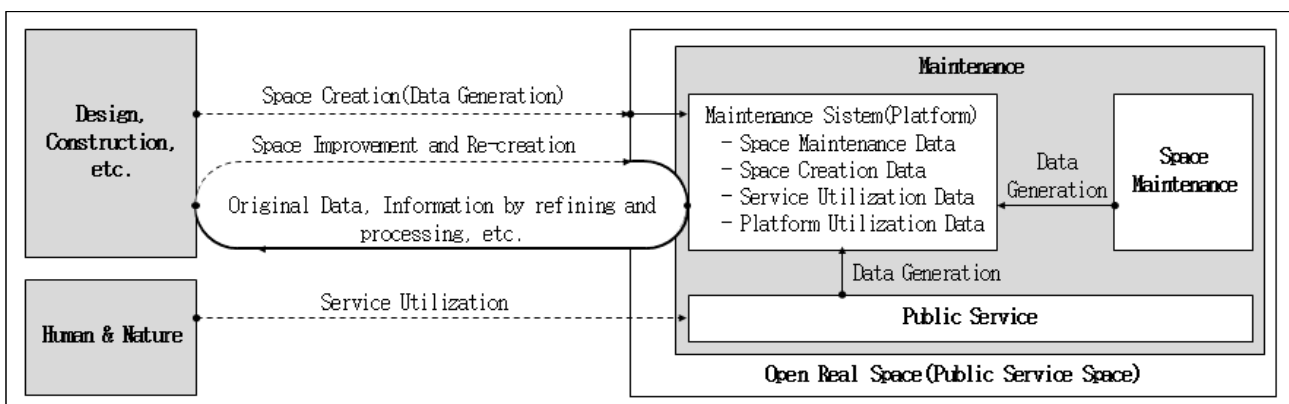 Design,
Construction,
etc.
Human & Nature
Space Creation(Data Generation)
Space Improvement and Re-creation
Original Data, Information by refining and
processing, etc.
Service Utilization
Maintenance
Maintenance Sistem(Platform)
- Space Maintenance Data
- Space Creation Data
- Service Utilization Data
- Platform Utilization Data
Data
Generation
Space
Maintenance
Data Generation
Public Service
Open Real Space(Public Service Space)